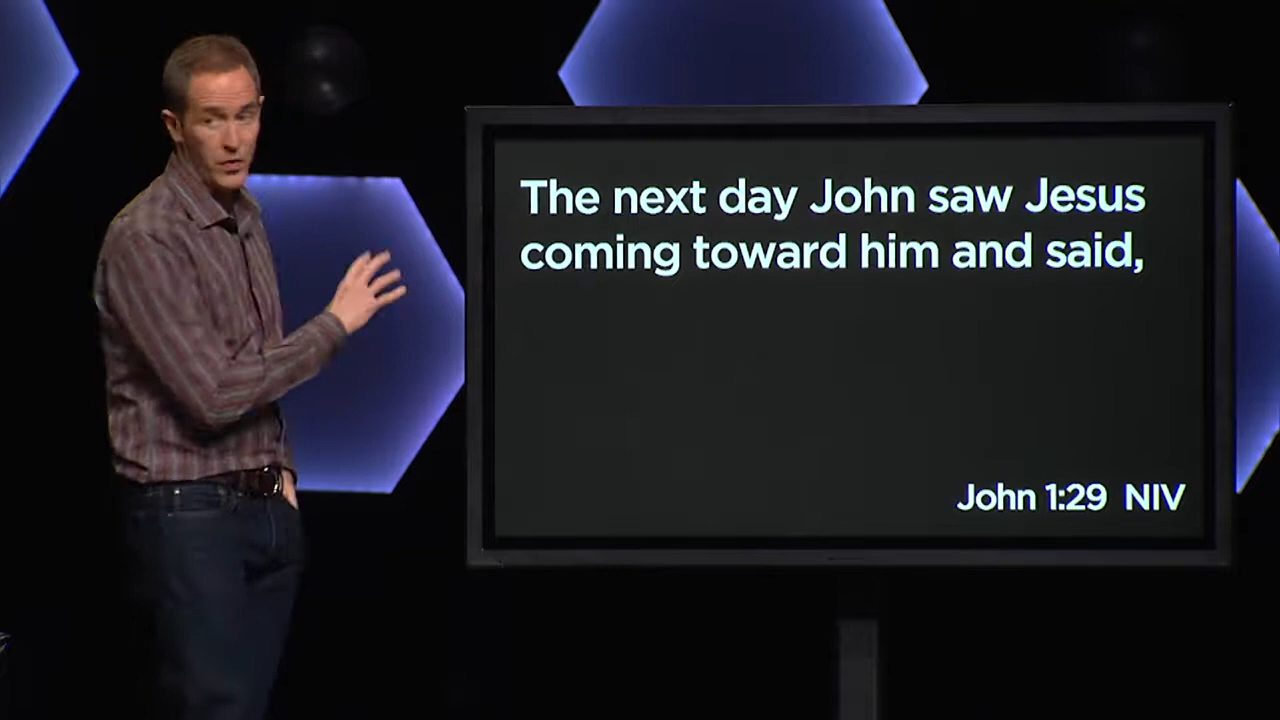 The next day John saw Jesus
coming toward him and said,
John 1:29 NIV